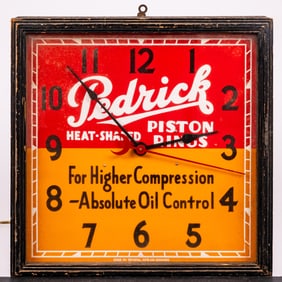 11 12
10 Pedrick 2
HEAT-SHAPED PISTON
RINGS
9 3
For Higher Compression
8 —Absolute Oil Control 4
7 6 5